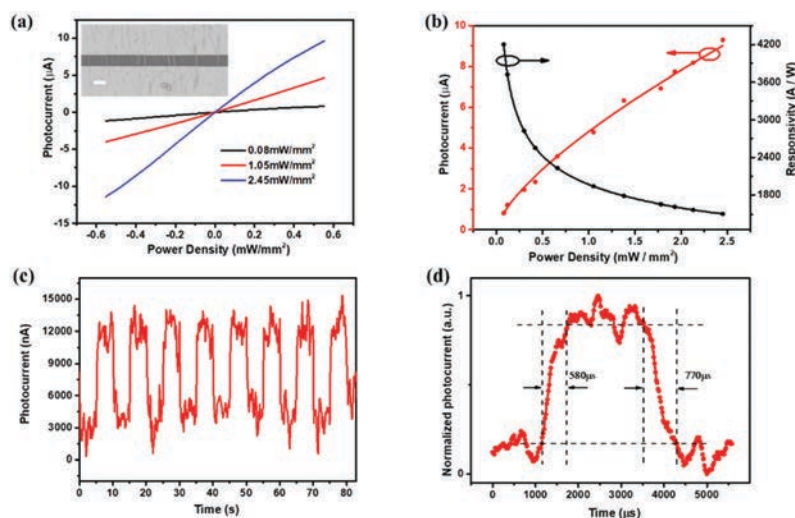 (a)
Photocurrent (μA)
10
5
0
-5
-10
-15
0.08mW/mm²
1.05mW/mm²
2.45mW/mm²
-0.6 -0.4 -0.2 0.0 0.2 0.4 0.6
Power Density (mW/mm²)
(b)
Photocurrent (μA)
10
8
6
4
2
0
4200
3600
3000
2400
1800
Responsivity (A / W)
0.0 0.5 1.0 1.5 2.0 2.5
Power Density (mW / mm²)
(c)
Photocurrent (nA)
15000
12000
9000
6000
3000
0
0 10 20 30 40 50 60 70 80
Time (s)
(d)
Normalized photocurrent (a.u.)
1
0
580μs
770μs
0 1000 2000 3000 4000 5000
Time (μs)